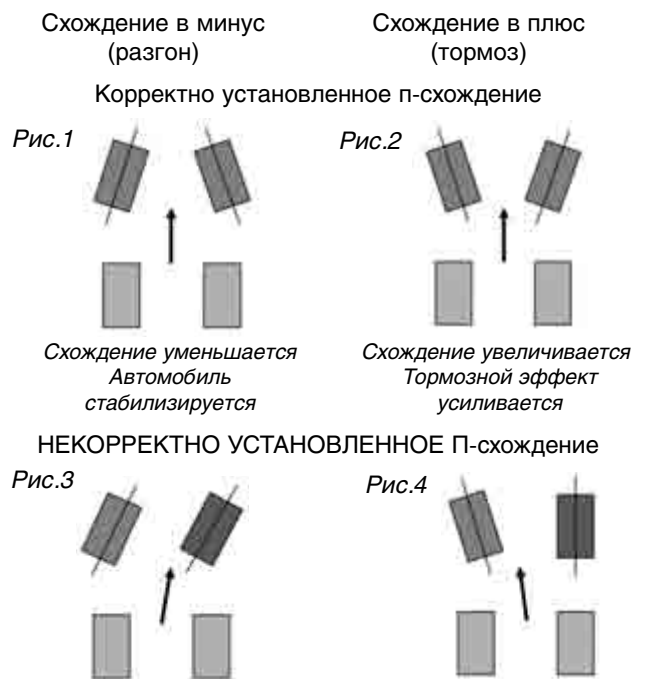 Схождение в минус
(разгон)
Схождение в плюс
(тормоз)
Корректно установленное п-схождение
Рис.1
Рис.2
Схождение уменьшается
Автомобиль
стабилизируется
Схождение увеличивается
Тормозной эффект
усиливается
НЕКОРРЕКТНО УСТАНОВЛЕННОЕ П-схождение
Рис.3
Рис.4